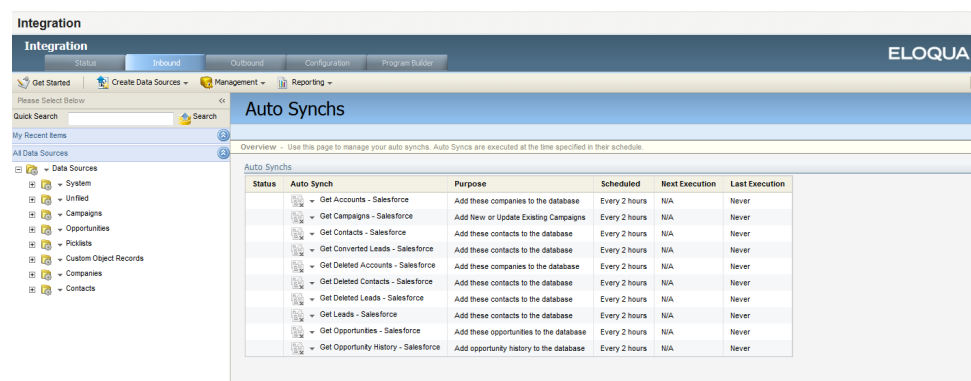 Integration
Integration
ELOQUA
Status Inbound Outbound Configuration Program Builder
Get Started Create Data Sources Management Reporting
Please Select Below <<
Quick Search Search
My Recent Items
All Data Sources
Data Sources
System
Unfiled
Campaigns
Opportunities
Picklists
Custom Object Records
Companies
Contacts
Auto Synchs
Overview - Use this page to manage your auto synchs. Auto Syncs are executed at the time specified in their schedule.
Auto Synchs
Status Auto Synch Purpose Scheduled Next Execution Last Execution
Get Accounts - Salesforce Add these companies to the database Every 2 hours N/A Never
Get Campaigns - Salesforce Add New or Update Existing Campaigns Every 2 hours N/A Never
Get Contacts - Salesforce Add these contacts to the database Every 2 hours N/A Never
Get Converted Leads - Salesforce Add these contacts to the database Every 2 hours N/A Never
Get Deleted Accounts - Salesforce Add these companies to the database Every 2 hours N/A Never
Get Deleted Contacts - Salesforce Add these contacts to the database Every 2 hours N/A Never
Get Deleted Leads - Salesforce Add these contacts to the database Every 2 hours N/A Never
Get Leads - Salesforce Add these contacts to the database Every 2 hours N/A Never
Get Opportunities - Salesforce Add these opportunities to the database Every 2 hours N/A Never
Get Opportunity History - Salesforce Add opportunity history to the database Every 2 hours N/A Never